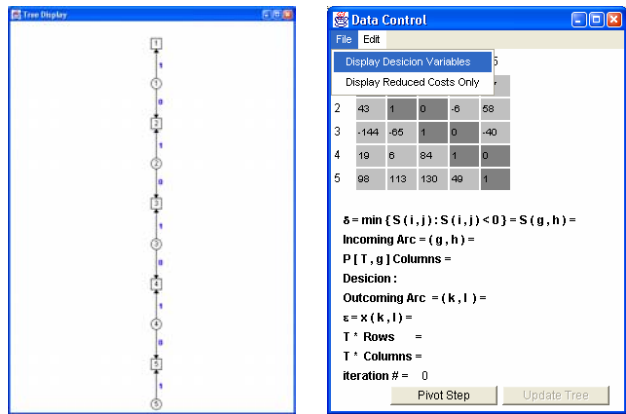 Tree Display
1
1
1
0
2
1
2
0
3
1
3
0
4
1
4
0
5
1
5
Data Control
File Edit
Display Desicion Variables
Display Reduced Costs Only
5
2 43 1 0 -6 58
3 -144 -65 1 0 -40
4 19 6 84 1 0
5 98 113 130 49 1
δ = min { S ( i , j ) : S ( i , j ) < 0 } = S ( g , h ) =
Incoming Arc = ( g , h ) =
P [ T , g ] Columns =
Desicion :
Outcoming Arc = ( k , l ) =
ε = x ( k , l ) =
T * Rows =
T * Columns =
iteration # = 0
Pivot Step Update Tree